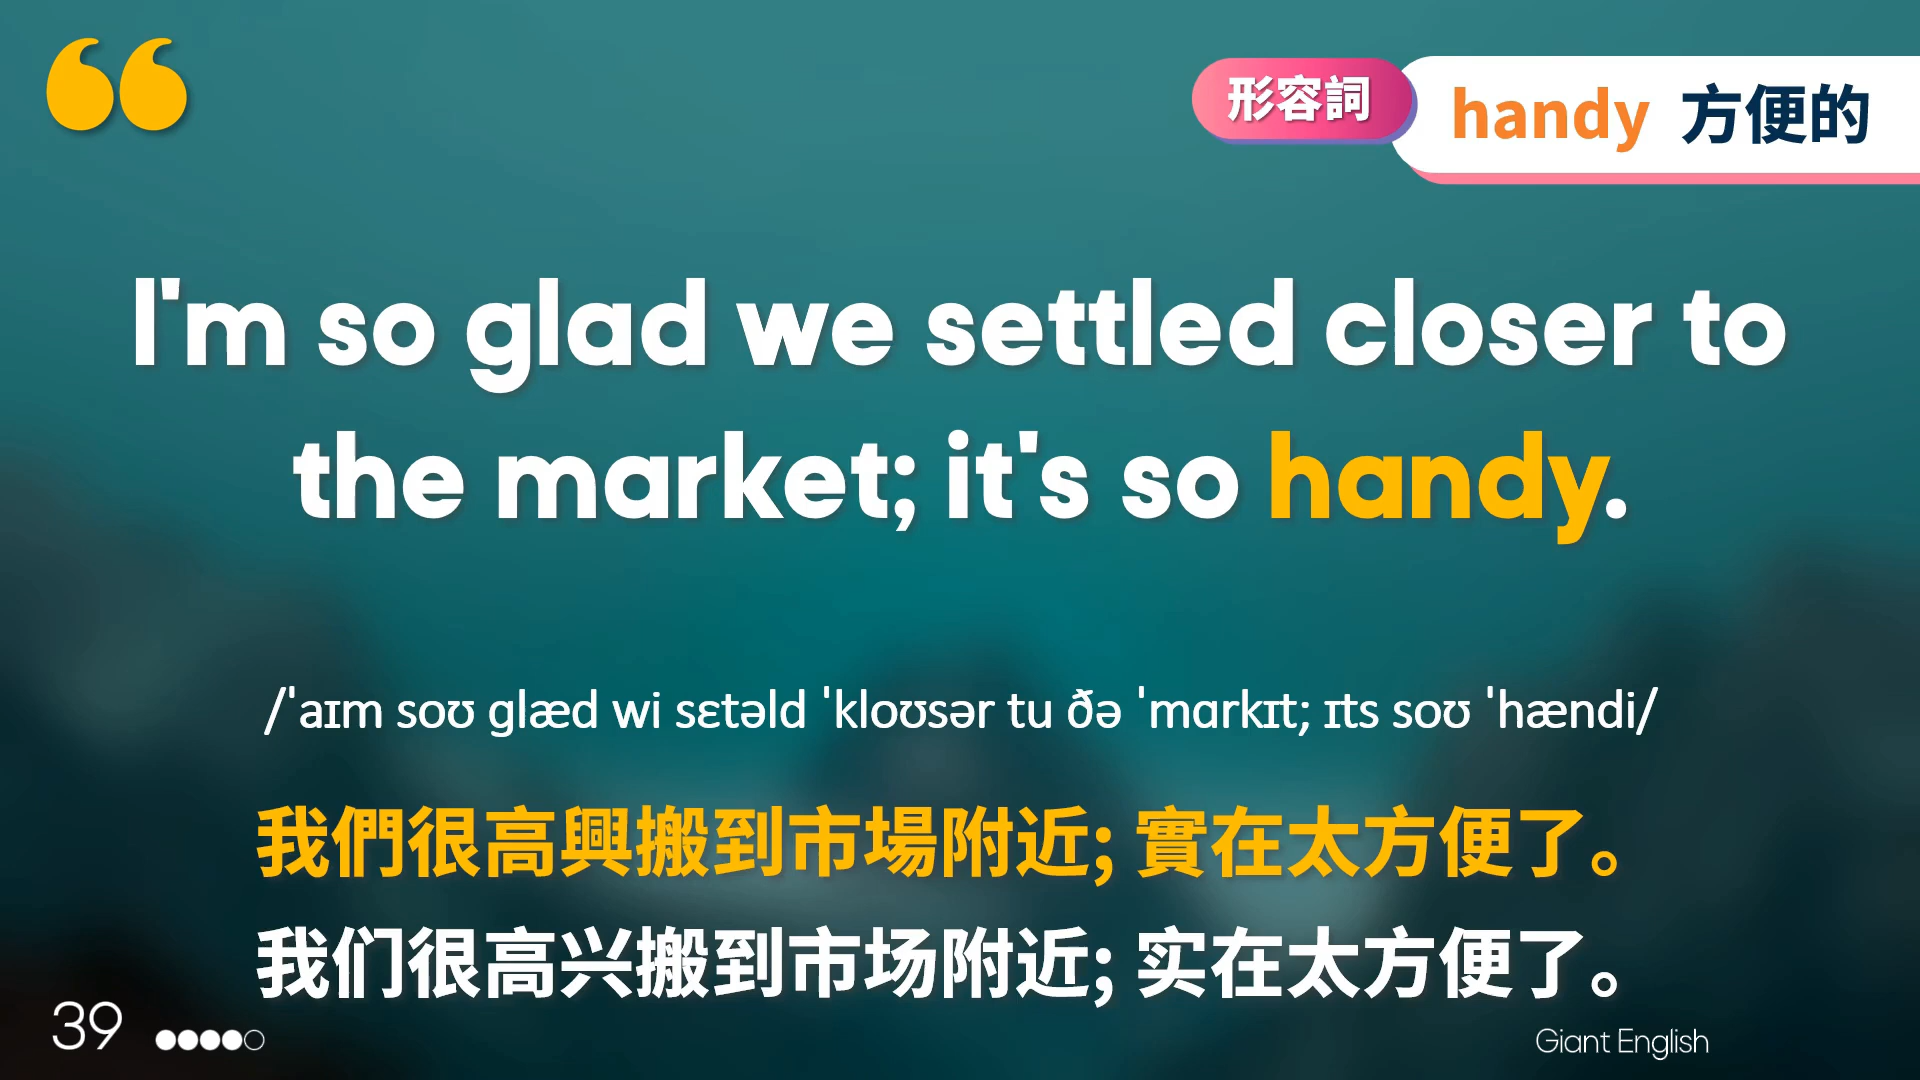 形容詞 handy 方便的
I'm so glad we settled closer to
the market; it's so handy.
/ˈaɪm soʊ glæd wi sɛtəld ˈkloʊsər tu ðə ˈmɑrkɪt; ɪts soʊ ˈhændi/
我們很高興搬到市場附近; 實在太方便了。
我们很高兴搬到市场附近; 实在太方便了。
39
Giant English